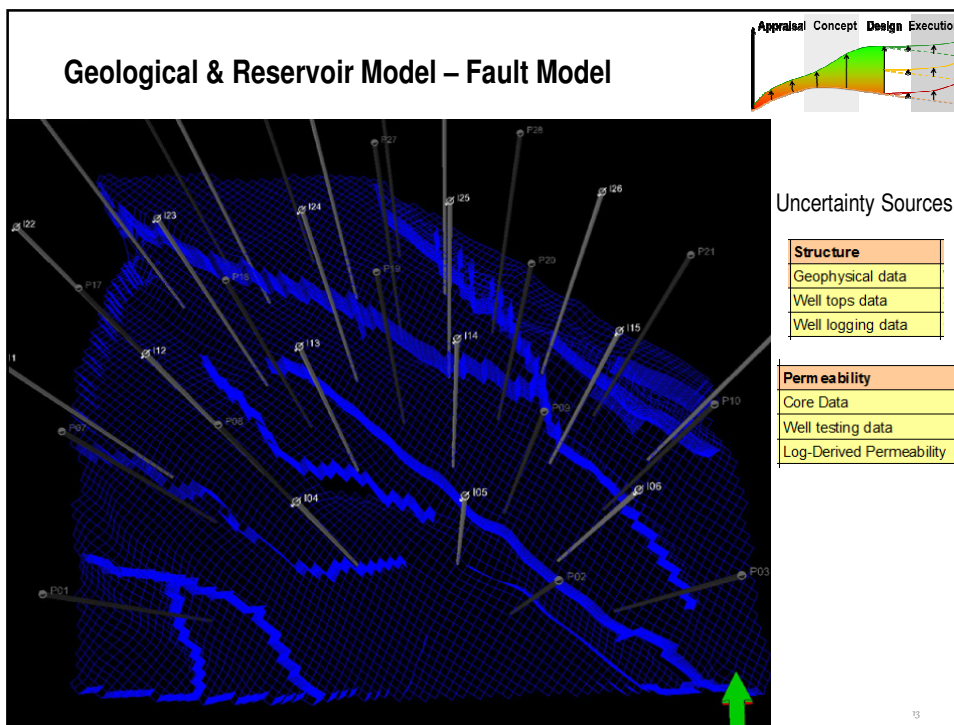 Appraisal Concept Design Executio
Geological & Reservoir Model – Fault Model
P27
P28
I26
I25
I24
I23
I22
P21
P20
P19
P18
P17
I15
I14
I13
I12
I1
P10
P09
P08
P07
I06
I05
I04
P03
P02
P01
Uncertainty Sources
Structure
Geophysical data
Well tops data
Well logging data
Permeability
Core Data
Well testing data
Log-Derived Permeability